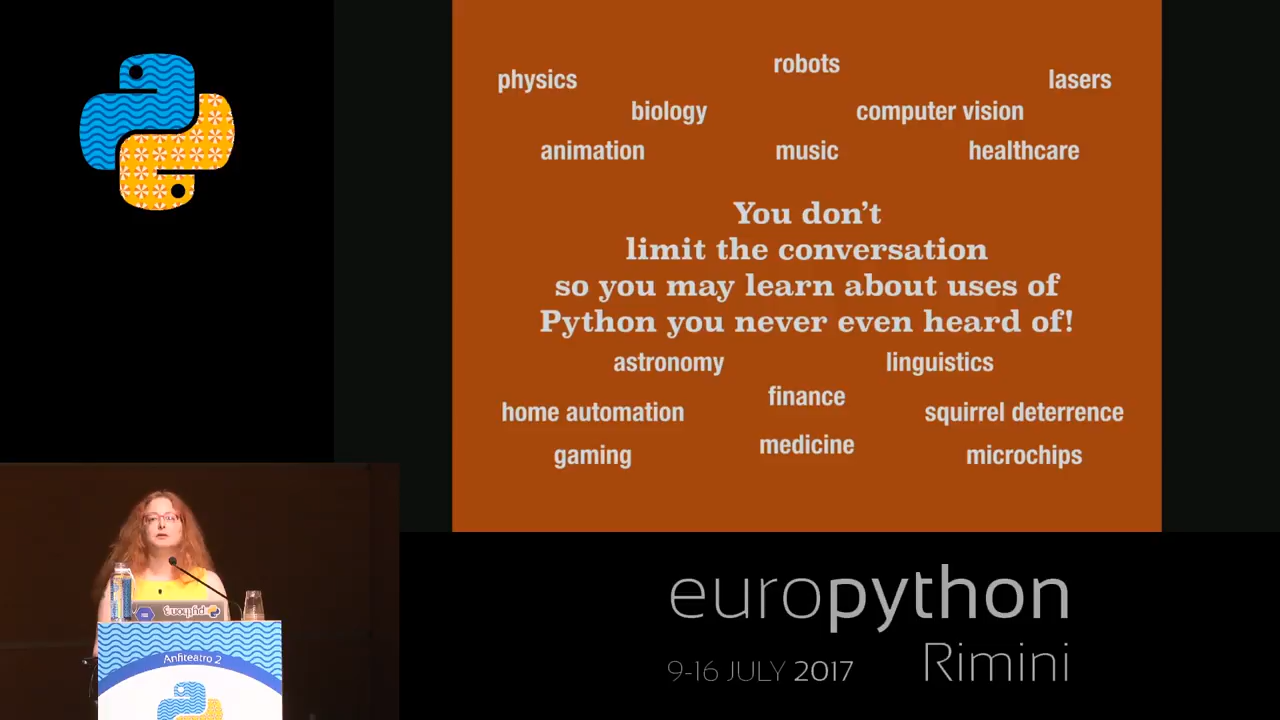 robots
physics
lasers
biology
computer vision
animation
music
healthcare
You don't
limit the conversation
so you may learn about uses of
Python you never even heard of!
astronomy
linguistics
finance
home automation
squirrel deterrence
medicine
gaming
microchips
europython
Rimini
9-16 JULY 2017
python
Anfiteatro 2